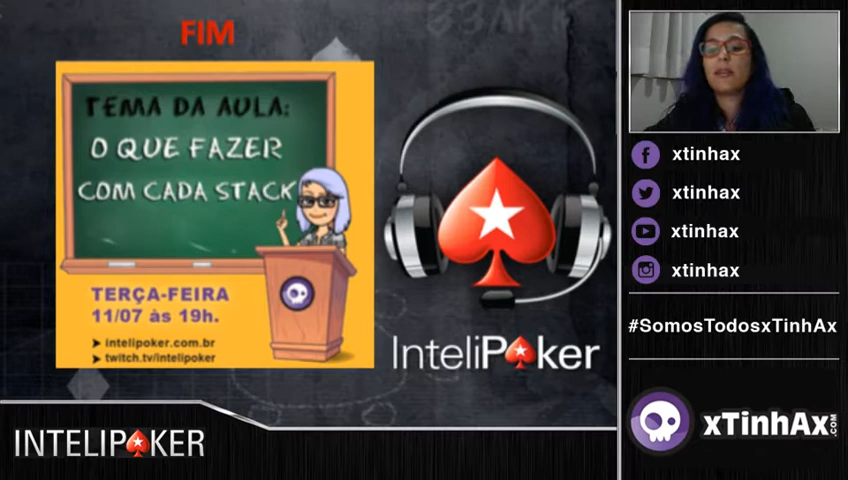 FIM
TEMA DA AULA:
O QUE FAZER
COM CADA STACK
TERÇA-FEIRA
11/07 às 19h.
➤ intelipoker.com.br
➤ twitch.tv/intelipoker
InteliPoker
INTELIPOKER
xtinhax
xtinhax
xtinhax
xtinhax
#SomosTodosxTinhAx
xTinhAx.COM